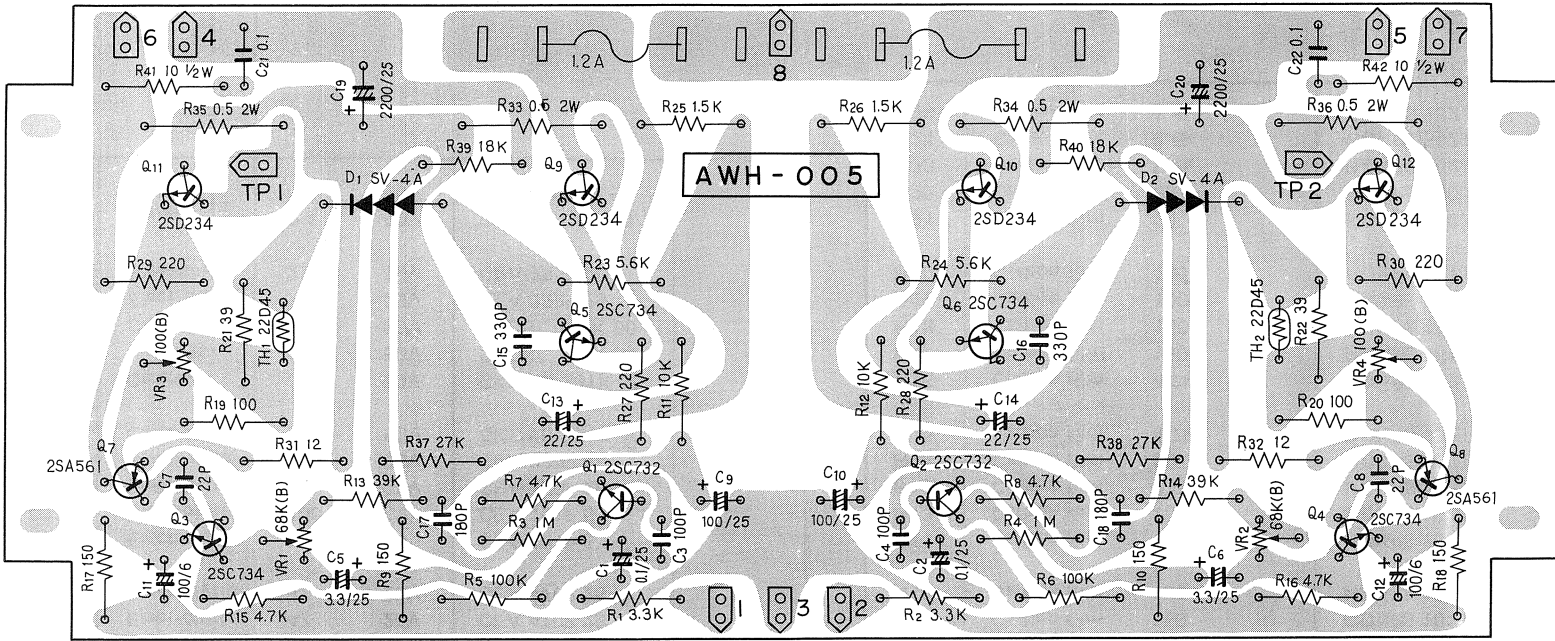 6 4
C21 0.1
R41 10 ½W
R35 0.5 2W
C19
2200/25
+
1.2A
8
1.2A
R33 0.5 2W
R25 1.5K
R26 1.5K
R34 0.5 2W
C20
2200/25
+
C22 0.1
5 7
R42 10 ½W
R36 0.5 2W
Q11
TP1
2SD234
R39 18K
D1 SV-4A
Q9
2SD234
AWH-005
Q10
2SD234
R40 18K
D2 SV-4A
TP2
Q12
2SD234
R29 220
R21 39
TH1 22D45
100(B)
VR3
R19 100
R23 5.6K
Q5 2SC734
C15 330P
R27 220
R11 10K
C13 +
22/25
R24 5.6K
Q6 2SC734
C16
330P
R12 10K
R28 220
+ C14
22/25
R30 220
TH2 22D45
R22 39
VR4 100(B)
R20 100
Q7
2SA561
C7
22P
R31 12
R37 27K
R13 39K
R7 4.7K
R3 1M
Q1 2SC732
+ C9
100/25
C10 +
100/25
Q2 2SC732
R8 4.7K
R4 1M
R38 27K
R32 12
R14 39K
C8
22P
Q8
2SA561
Q3
2SC734
68K(B)
VR1
C17
180P
C3 100P
C4 100P
C18 180P
VR2
68K(B)
Q4
2SC734
R17 150
C11 +
100/6
R15 4.7K
C5 +
3.3/25
R9 150
R5 100K
C1 +
0.1/25
R1 3.3K
1 3 2
C2 +
0.1/25
R2 3.3K
R6 100K
R10 150
+ C6
3.3/25
R16 4.7K
C12 +
100/6
R18 150